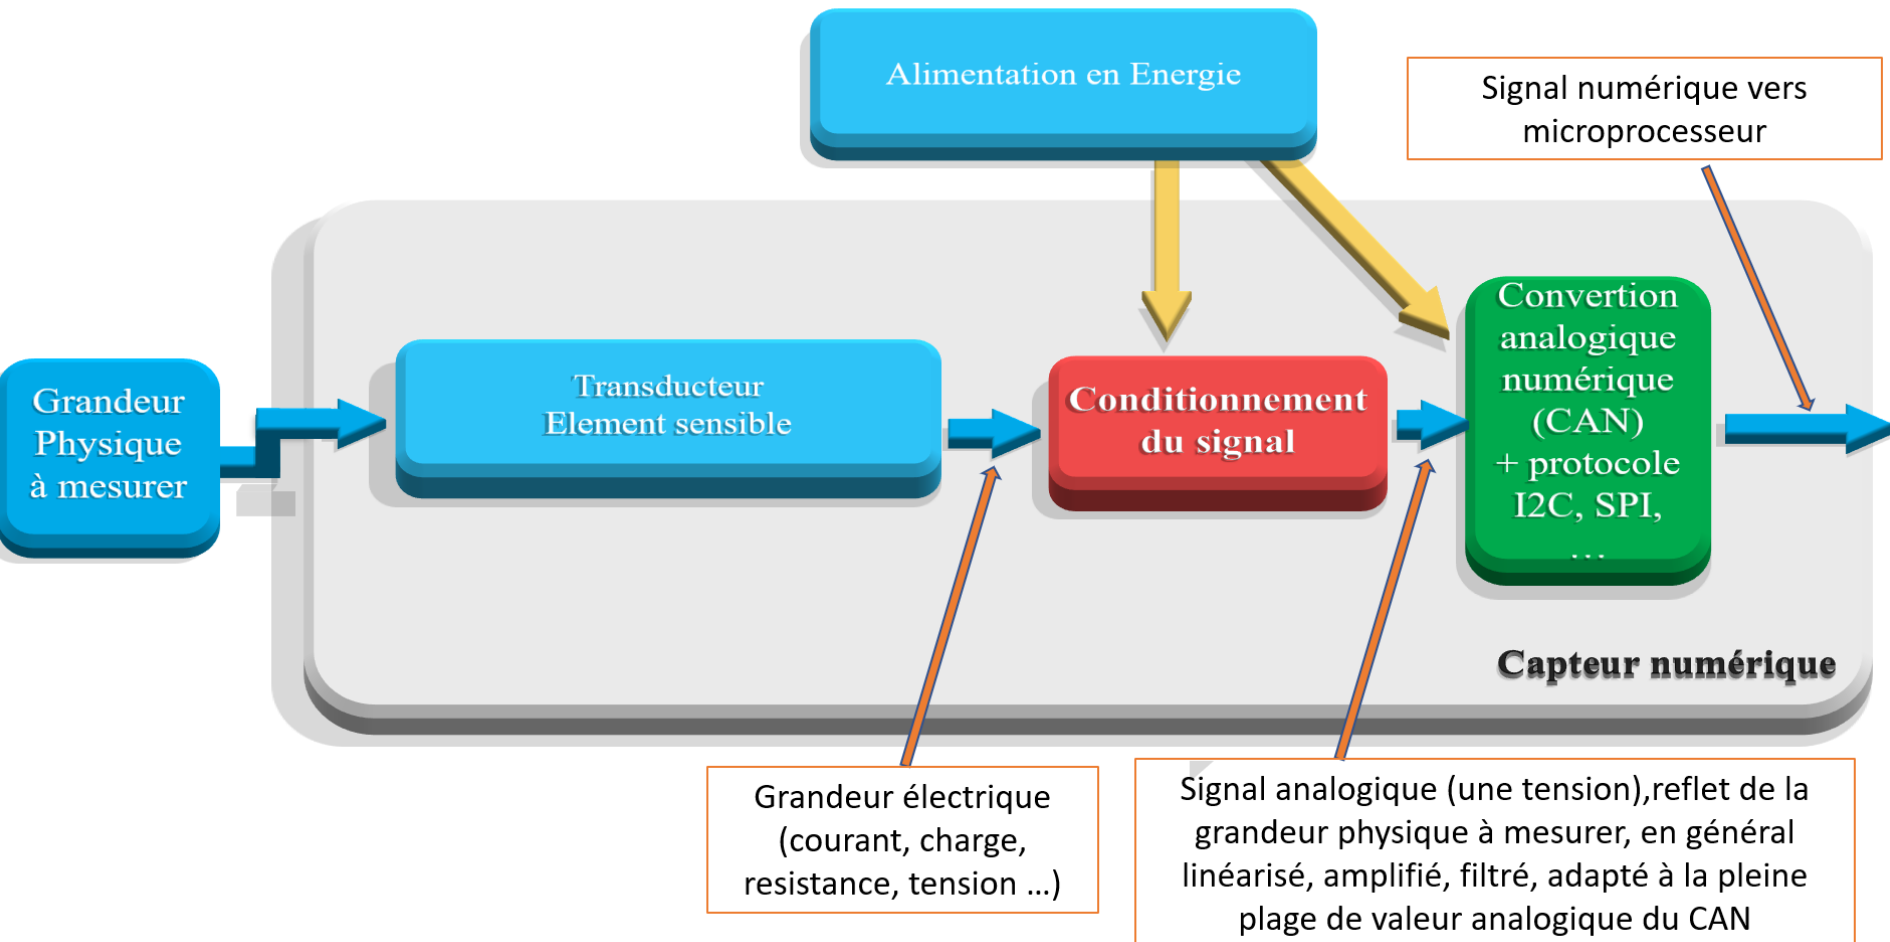 Alimentation en Energie
Signal numérique vers
microprocesseur
Grandeur
Physique
à mesurer
Transducteur
Element sensible
Conditionnement
du signal
Convertion
analogique
numérique
(CAN)
+ protocole
I2C, SPI,
...
Capteur numérique
Grandeur électrique
(courant, charge,
resistance, tension ...)
Signal analogique (une tension),reflet de la
grandeur physique à mesurer, en général
linéarisé, amplifié, filtré, adapté à la pleine
plage de valeur analogique du CAN